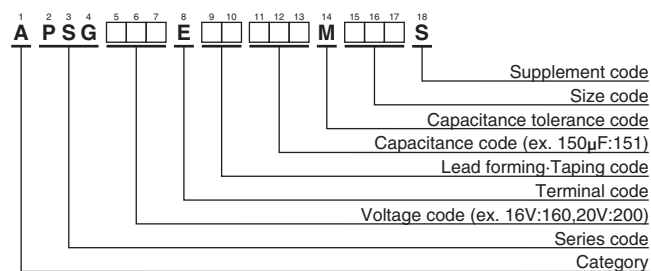 1 2 3 4 5 6 7 8 9 10 11 12 13 14 15 16 17 18
A PSG E M S
Supplement code
Size code
Capacitance tolerance code
Capacitance code (ex. 150μF:151)
Lead forming·Taping code
Terminal code
Voltage code (ex. 16V:160,20V:200)
Series code
Category